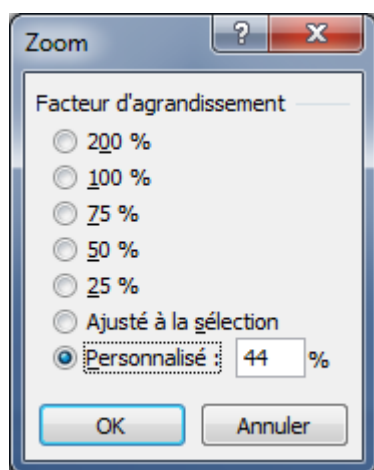 Zoom
?
Facteur d'agrandissement
200 %
100 %
75 %
50 %
25 %
Ajusté à la sélection
Personnalisé : 44 %
OK Annuler